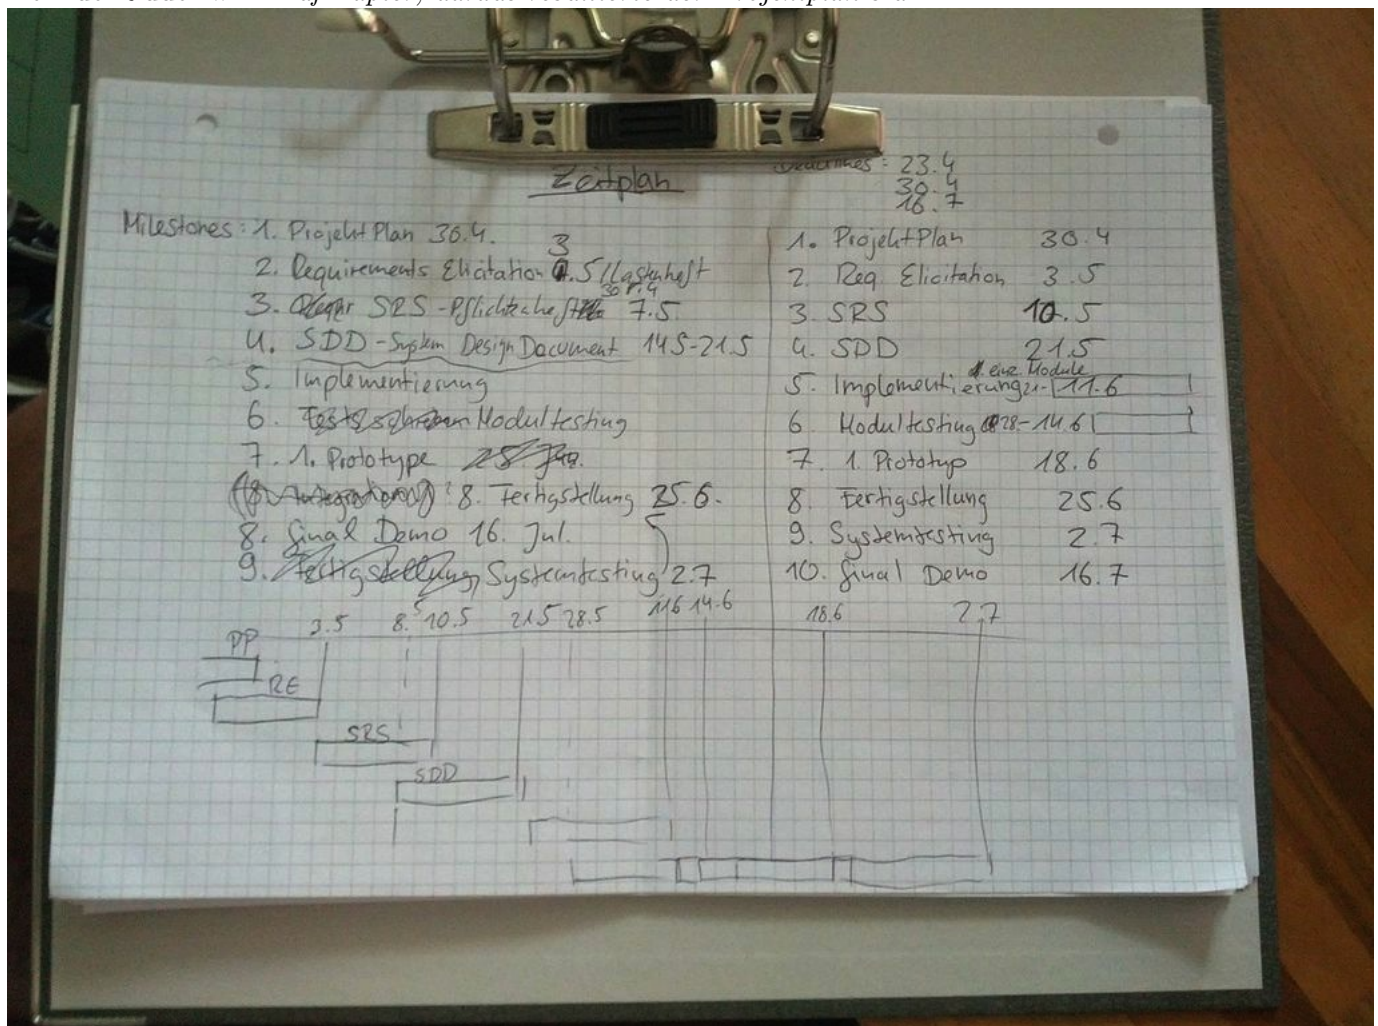 Zeitplan
Deadlines: 23.4
30.4
16.7
Milestones: 1. ProjektPlan 30.4.
2. Requirements Elicitation 3.5 / Lastenheft
3. SRS - Pflichtenheft 7.5.
4. SDD - System Design Document 14.5-21.5
5. Implementierung
6. Modultesting
7. 1. Prototype
8. Fertigstellung 25.6.
8. Final Demo 16. Jul.
9. Systemtesting 2.7
1. ProjektPlan 30.4
2. Req. Elicitation 3.5
3. SRS 10.5
4. SDD 21.5
d. einz. Module
5. Implementierung 21-11.6
6. Modultesting 28-14.6
7. 1. Prototyp 18.6
8. Fertigstellung 25.6
9. Systemtesting 2.7
10. Final Demo 16.7
3.5 8.5 10.5 21.5 28.5 11.6 14.6 18.6 2.7
PP
RE
SRS
SDD